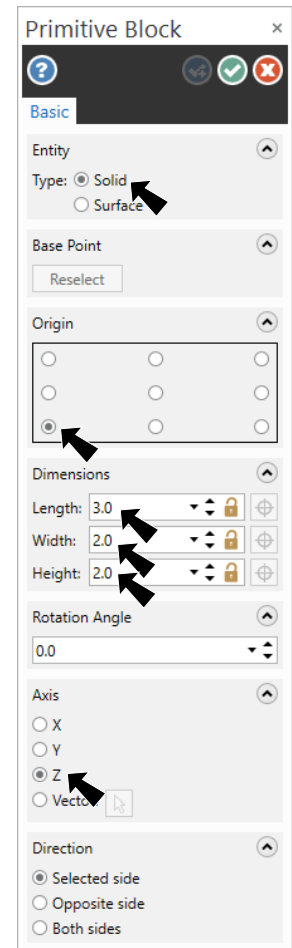 Primitive Block ×
?
Basic
Entity
Type: Solid
Surface
Base Point
Reselect
Origin
Dimensions
Length: 3.0
Width: 2.0
Height: 2.0
Rotation Angle
0.0
Axis
X
Y
Z
Vector
Direction
Selected side
Opposite side
Both sides